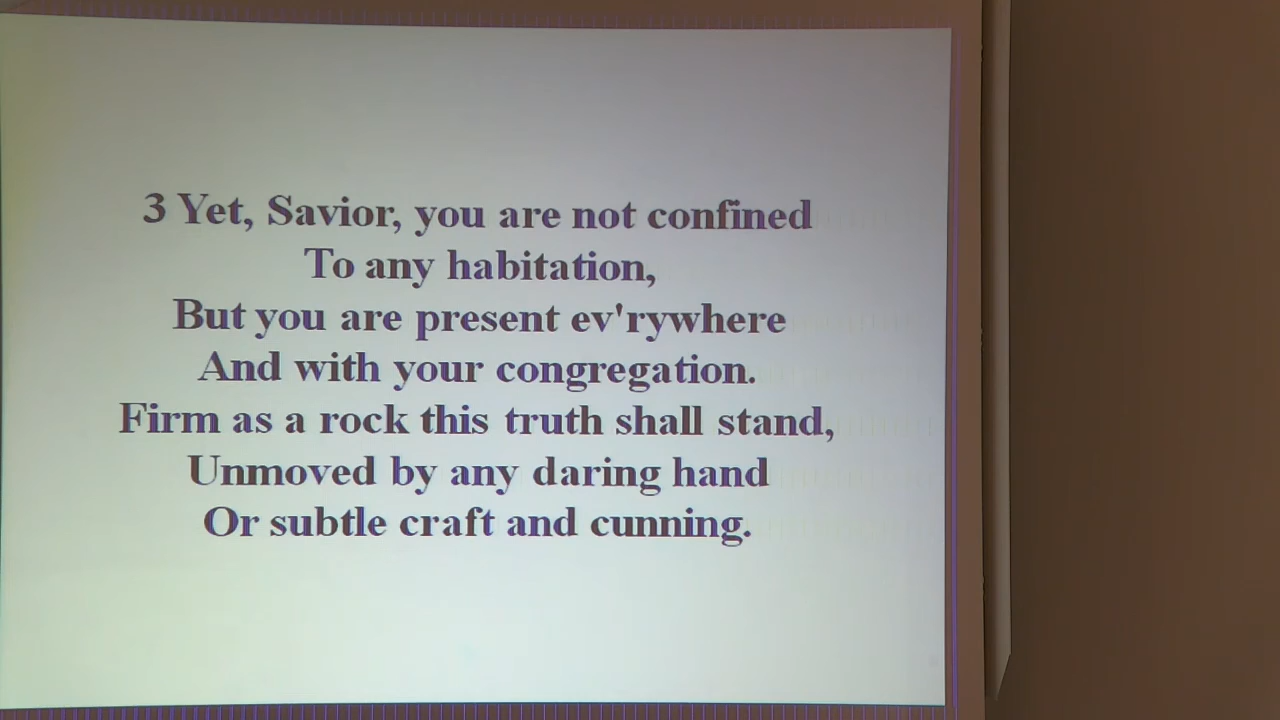 3 Yet, Savior, you are not confined
To any habitation,
But you are present ev'rywhere
And with your congregation.
Firm as a rock this truth shall stand,
Unmoved by any daring hand
Or subtle craft and cunning.